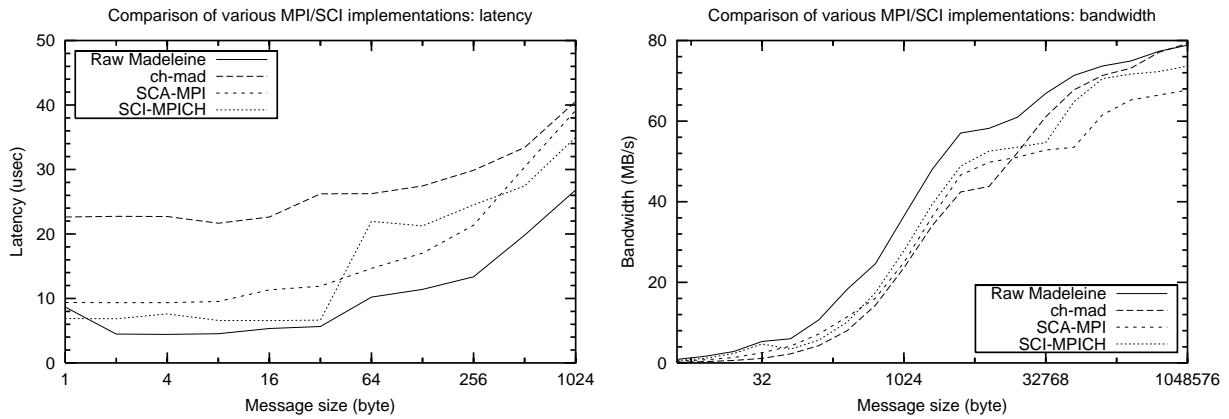 Comparison of various MPI/SCI implementations: latency
50
40
30
20
10
0
Latency (usec)
Raw Madeleine
ch-mad
SCA-MPI
SCI-MPICH
1 4 16 64 256 1024
Message size (byte)
Comparison of various MPI/SCI implementations: bandwidth
80
60
40
20
0
Bandwidth (MB/s)
Raw Madeleine
ch-mad
SCA-MPI
SCI-MPICH
32 1024 32768 1048576
Message size (byte)